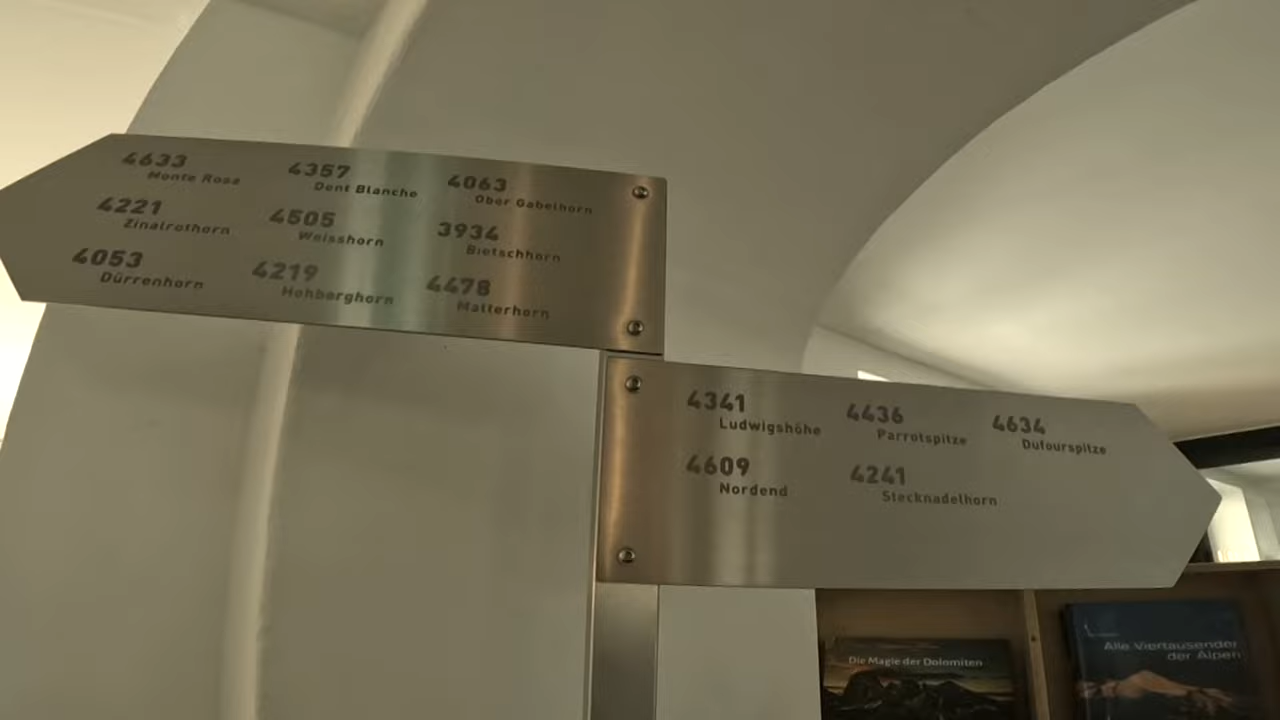 4633 4357 4063
Monte Rosa Dent Blanche Ober Gabelhorn
4221 4505 3934
Zinalrothorn Weisshorn Bietschhorn
4053 4219 4478
Dürrenhorn Hohberghorn Matterhorn
4341 4436 4634
Ludwigshöhe Parrotspitze Dufourspitze
4609 4241
Nordend Stecknadelhorn
Die Magie der Dolomiten
Alle Viertausender
der Alpen